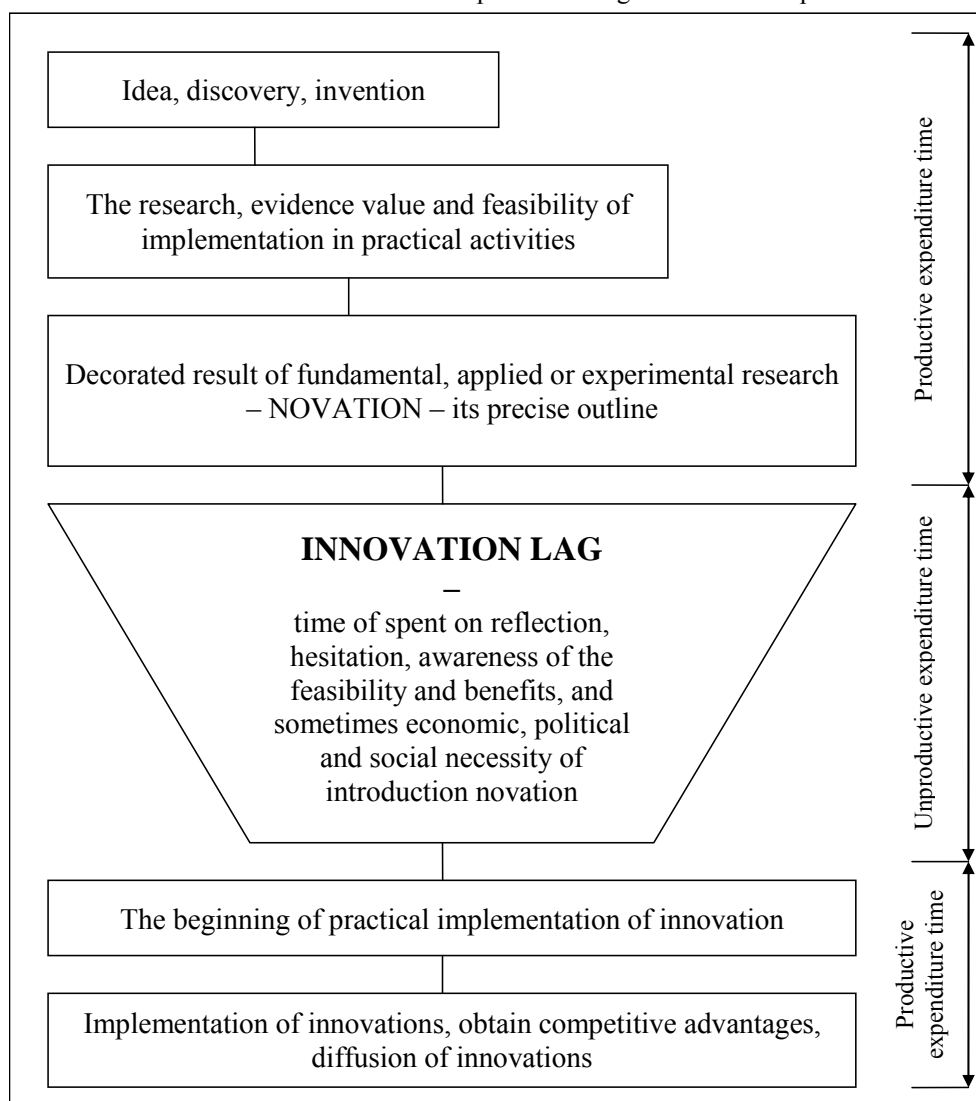 Idea, discovery, invention
The research, evidence value and feasibility of
implementation in practical activities
Decorated result of fundamental, applied or experimental research
– NOVATION – its precise outline
Productive expenditure time
INNOVATION LAG
–
time of spent on reflection,
hesitation, awareness of the
feasibility and benefits, and
sometimes economic, political
and social necessity of
introduction novation
Unproductive expenditure time
The beginning of practical implementation of innovation
Implementation of innovations, obtain competitive advantages,
diffusion of innovations
Productive
expenditure time